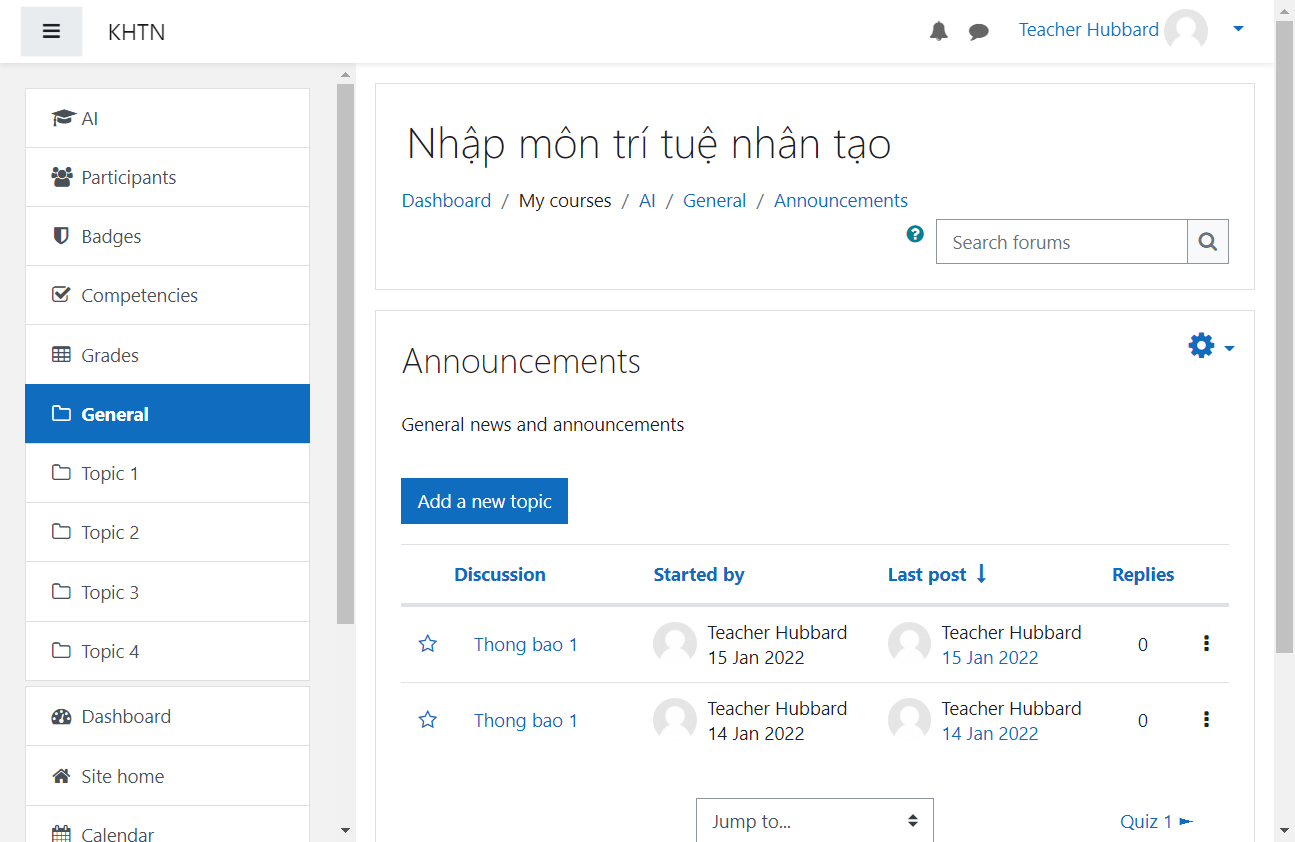 KHTN
Teacher Hubbard
AI
Participants
Badges
Competencies
Grades
General
Topic 1
Topic 2
Topic 3
Topic 4
Dashboard
Site home
Calendar
Nhập môn trí tuệ nhân tạo
Dashboard / My courses / AI / General / Announcements
Search forums
Announcements
General news and announcements
Add a new topic
Discussion Started by Last post Replies
Thong bao 1 Teacher Hubbard 15 Jan 2022 Teacher Hubbard 15 Jan 2022 0
Thong bao 1 Teacher Hubbard 14 Jan 2022 Teacher Hubbard 14 Jan 2022 0
Jump to... Quiz 1 ►